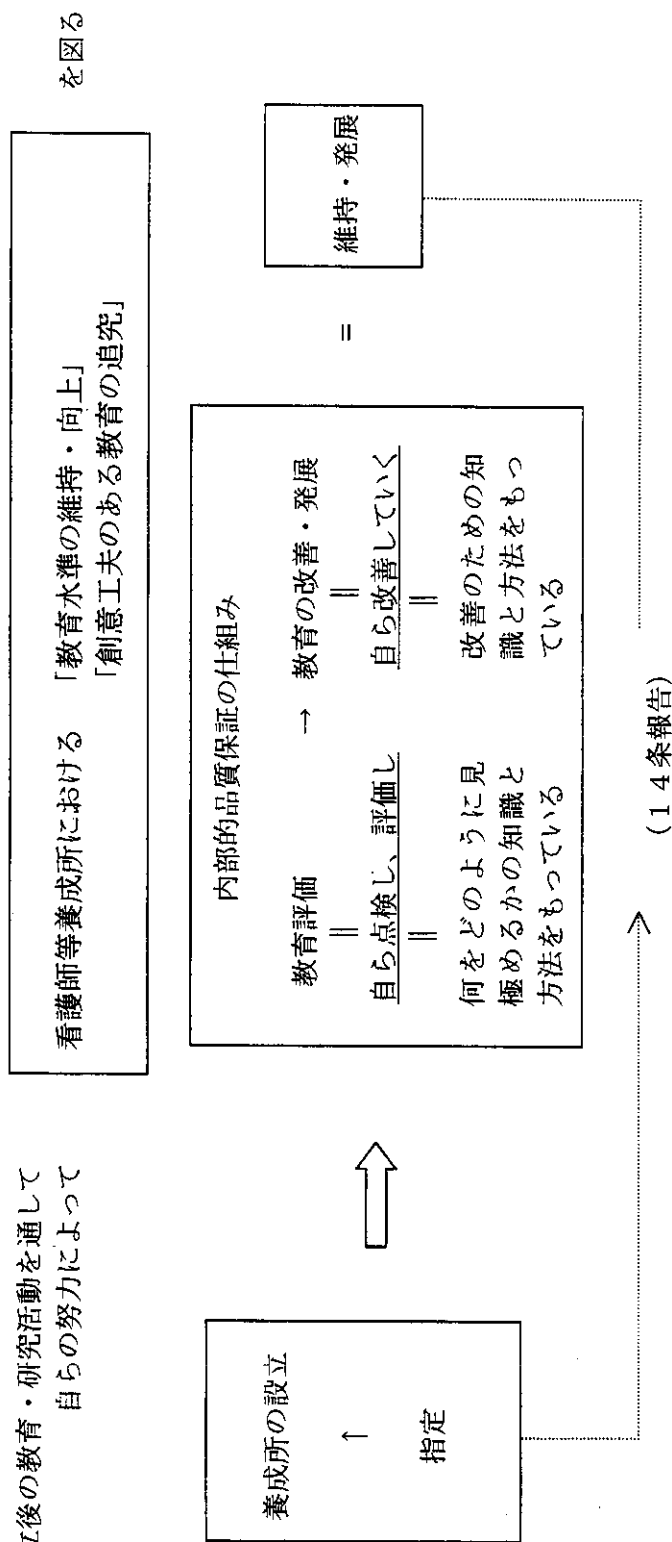 後の教育・研究活動を通して
自らの努力によって
看護師等養成所における 「教育水準の維持・向上」
「創意工夫のある教育の追究」
を図る
養成所の設立
↑
指定
内部的品質保証の仕組み
教育評価 → 教育の改善・発展
∥ ∥
自ら点検し、評価し 自ら改善していく
∥ ∥
何をどのように見 改善のための知
極めるかの知識と 識と方法をもっ
方法をもっている ている
=
維持・発展
(14条報告)